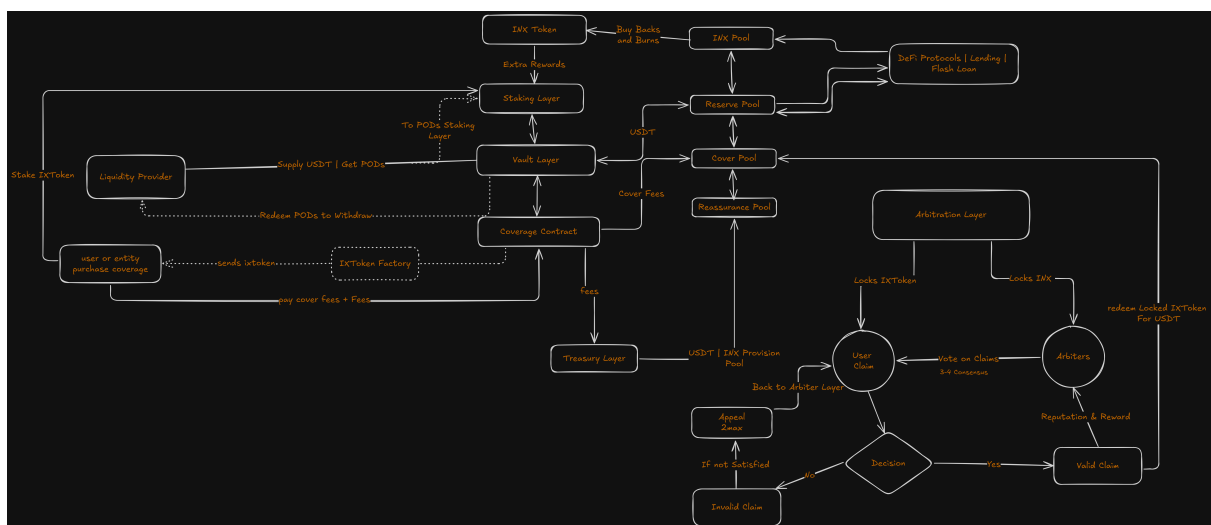 INX Token
Buy Backs
and Burns
INX Pool
DeFi Protocols | Lending |
Flash Loan
Extra Rewards
Staking Layer
Reserve Pool
To PODs Staking
Layer
USDT
Vault Layer
Cover Pool
Supply USDT | Get PODs
Liquidity Provider
Stake IXToken
Cover Fees
Reassurance Pool
Redeem PODs to Withdraw
Arbitration Layer
Coverage Contract
user or entity
purchase coverage
sends ixtoken
IXToken Factory
Locks IXToken
Locks INX
fees
pay cover fees + Fees
redeem Locked IXToken
For USDT
Treasury Layer
USDT | INX Provision
Pool
User
Claim
Vote on Claims
3-4 Consensus
Arbiters
Back to Arbiter Layer
Appeal
2max
Reputation & Reward
If not Satisfied
Decision
No
Yes
Valid Claim
Invalid Claim